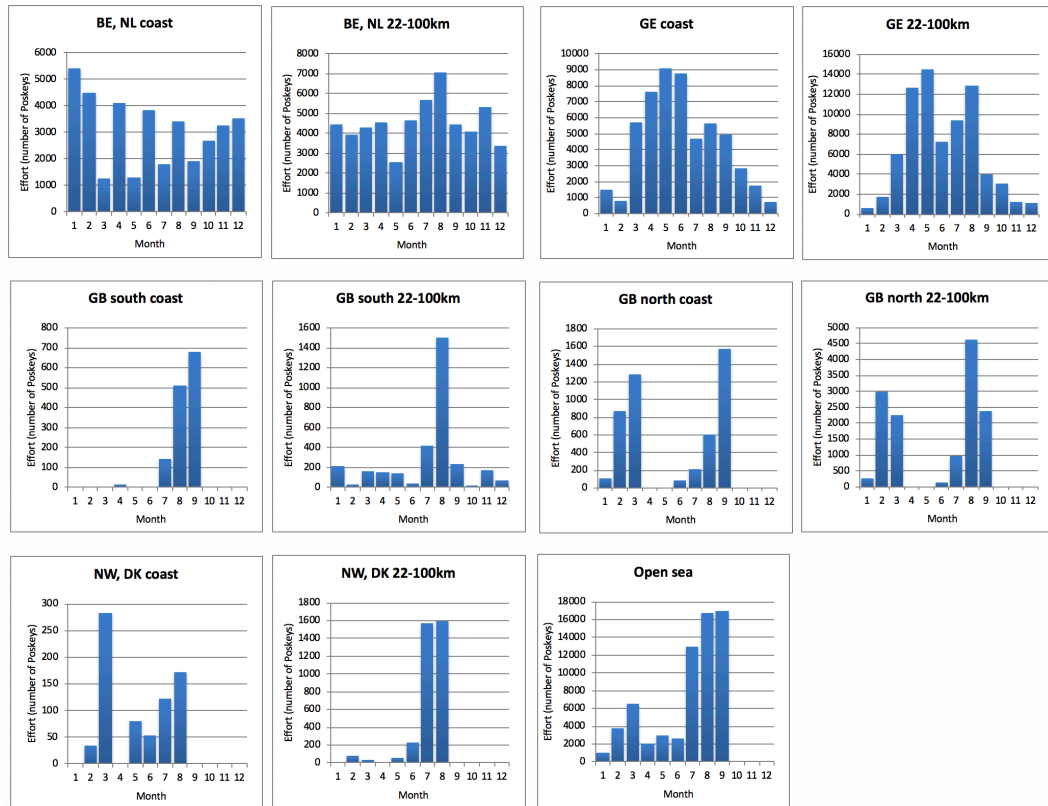 BE, NL coast
Effort (number of Poskeys)
6000
5000
4000
3000
2000
1000
0
1 2 3 4 5 6 7 8 9 10 11 12
Month
BE, NL 22-100km
Effort (number of Poskeys)
8000
7000
6000
5000
4000
3000
2000
1000
0
1 2 3 4 5 6 7 8 9 10 11 12
Month
GE coast
Effort (number of Poskeys)
10000
9000
8000
7000
6000
5000
4000
3000
2000
1000
0
1 2 3 4 5 6 7 8 9 10 11 12
Month
GE 22-100km
Effort (number of Poskeys)
16000
14000
12000
10000
8000
6000
4000
2000
0
1 2 3 4 5 6 7 8 9 10 11 12
Month
GB south coast
Effort (number of Poskeys)
800
700
600
500
400
300
200
100
0
1 2 3 4 5 6 7 8 9 10 11 12
Month
GB south 22-100km
Effort (number of Poskeys)
1600
1400
1200
1000
800
600
400
200
0
1 2 3 4 5 6 7 8 9 10 11 12
Month
GB north coast
Effort (number of Poskeys)
1800
1600
1400
1200
1000
800
600
400
200
0
1 2 3 4 5 6 7 8 9 10 11 12
Month
GB north 22-100km
Effort (number of Poskeys)
5000
4500
4000
3500
3000
2500
2000
1500
1000
500
0
1 2 3 4 5 6 7 8 9 10 11 12
Month
NW, DK coast
Effort (number of Poskeys)
300
250
200
150
100
50
0
1 2 3 4 5 6 7 8 9 10 11 12
Month
NW, DK 22-100km
Effort (number of Poskeys)
1800
1600
1400
1200
1000
800
600
400
200
0
1 2 3 4 5 6 7 8 9 10 11 12
Month
Open sea
Effort (number of Poskeys)
18000
16000
14000
12000
10000
8000
6000
4000
2000
0
1 2 3 4 5 6 7 8 9 10 11 12
Month